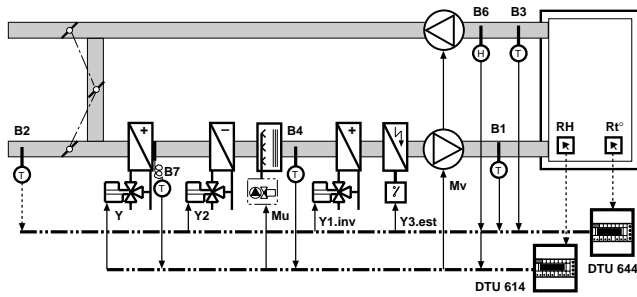 B6 B3
H T
B2 + − B4 + B1 RH Rt°
T B7 T Mv T
T
Y Y2 Mu Y1.inv Y3.est
DTU 644
DTU 614